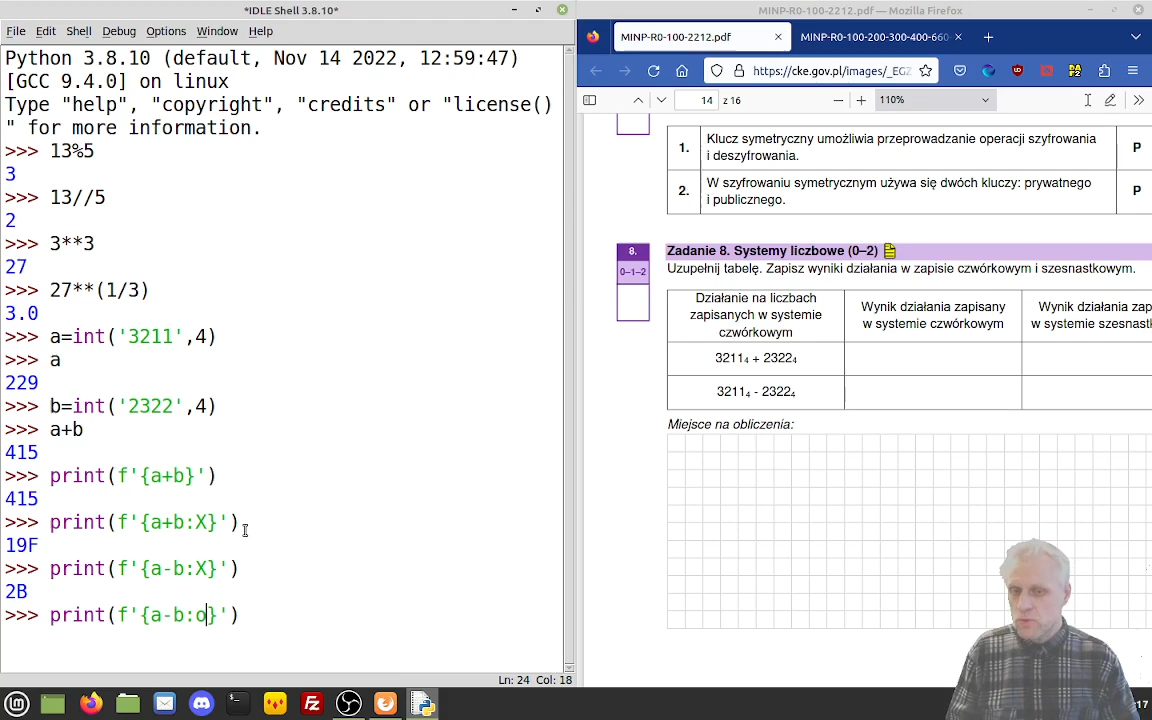 *IDLE Shell 3.8.10*
File Edit Shell Debug Options Window Help
Python 3.8.10 (default, Nov 14 2022, 12:59:47)
[GCC 9.4.0] on linux
Type "help", "copyright", "credits" or "license()
" for more information.
>>> 13%5
3
>>> 13//5
2
>>> 3**3
27
>>> 27**(1/3)
3.0
>>> a=int('3211',4)
>>> a
229
>>> b=int('2322',4)
>>> a+b
415
>>> print(f'{a+b}')
415
>>> print(f'{a+b:X}')
19F
>>> print(f'{a-b:X}')
2B
>>> print(f'{a-b:o}')
Ln: 24 Col: 18
MINP-R0-100-2212.pdf — Mozilla Firefox
MINP-R0-100-2212.pdf
MINP-R0-100-200-300-400-660-
https://cke.gov.pl/images/_EGZ
14 z 16
110%
1. Klucz symetryczny umożliwia przeprowadzanie operacji szyfrowania
i deszyfrowania.
P
2. W szyfrowaniu symetrycznym używa się dwóch kluczy: prywatnego
i publicznego.
P
8.
0–1–2
Zadanie 8. Systemy liczbowe (0–2)
Uzupełnij tabelę. Zapisz wyniki działania w zapisie czwórkowym i szesnastkowym.
Działanie na liczbach
zapisanych w systemie
czwórkowym
Wynik działania zapisany
w systemie czwórkowym
Wynik działania zap
w systemie szesnast
3211₄ + 2322₄
3211₄ - 2322₄
Miejsce na obliczenia: